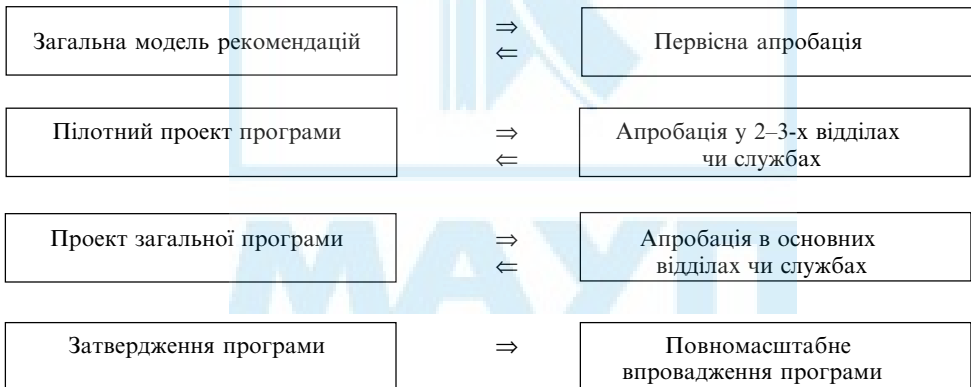 Загальна модель рекомендацій ⇒ Первісна апробація
⇐
Пілотний проект програми ⇒ Апробація у 2–3-х відділах
⇐ чи службах
Проект загальної програми ⇒ Апробація в основних
⇐ відділах чи службах
МАУП
Затвердження програми ⇒ Повномасштабне
впровадження програми